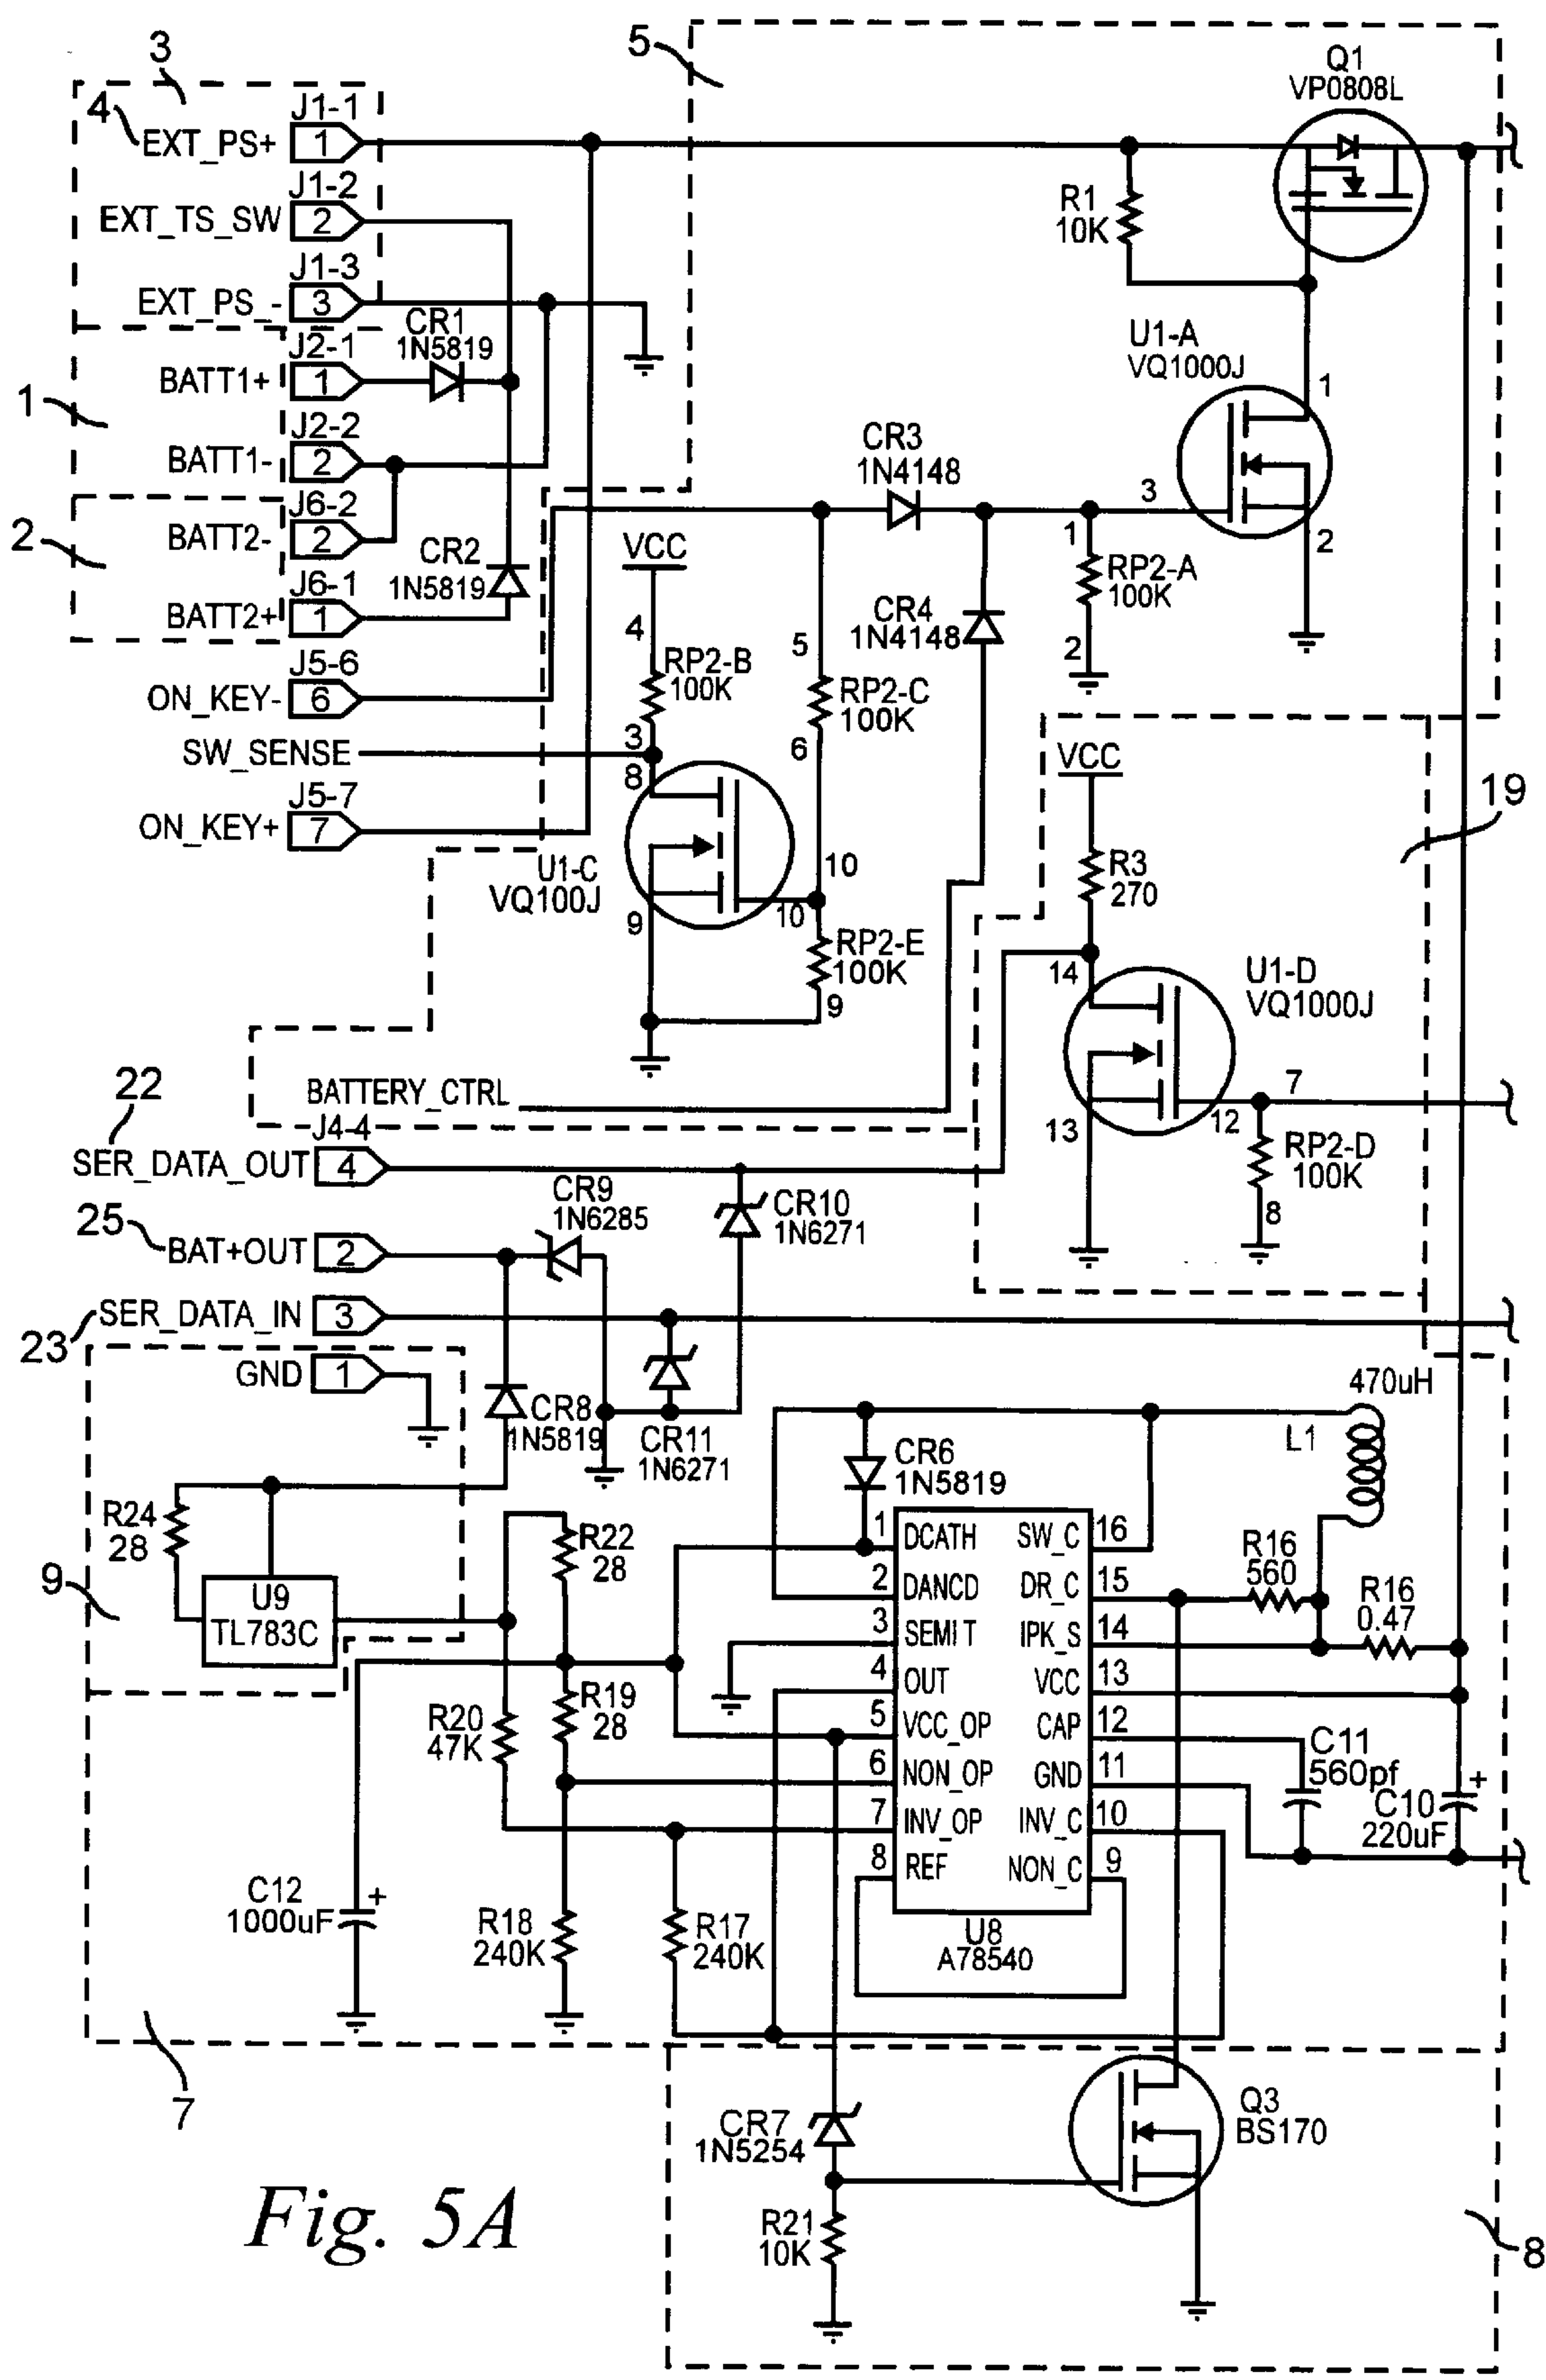 5
3
Q1
VP0808L
4
J1-1
EXT_PS+
1
J1-2
EXT_TS_SW
2
R1
10K
J1-3
EXT_PS_-
3
CR1
1N5819
J2-1
BATT1+
1
1
U1-A
VQ1000J
1
J2-2
BATT1-
2
CR3
1N4148
3
J6-2
BATT2-
2
2
CR2
1N5819
VCC
1
RP2-A
100K
2
J6-1
BATT2+
1
4
CR4
1N4148
5
2
J5-6
ON_KEY-
6
RP2-B
100K
RP2-C
100K
SW_SENSE
3
6
8
VCC
J5-7
ON_KEY+
7
19
U1-C
VQ100J
10
R3
270
9
10
RP2-E
100K
9
14
U1-D
VQ1000J
BATTERY_CTRL
7
22
J4-4
13
12
SER_DATA_OUT
4
RP2-D
100K
8
CR9
1N6285
CR10
1N6271
25
BAT+OUT
2
SER_DATA_IN
3
23
GND
1
470uH
L1
CR8
1N5819
CR11
1N6271
CR6
1N5819
R24
28
R22
28
1
DCATH
SW_C
16
R16
560
9
U9
TL783C
2
DANCD
DR_C
15
R16
0.47
3
SEMIT
IPK_S
14
4
OUT
VCC
13
R20
47K
R19
28
5
VCC_OP
CAP
12
C11
560pf
6
NON_OP
GND
11
+
C10
220uF
7
INV_OP
INV_C
10
8
REF
NON_C
9
C12
1000uF
+
R18
240K
R17
240K
U8
A78540
7
CR7
1N5254
Q3
BS170
R21
10K
8
Fig. 5A